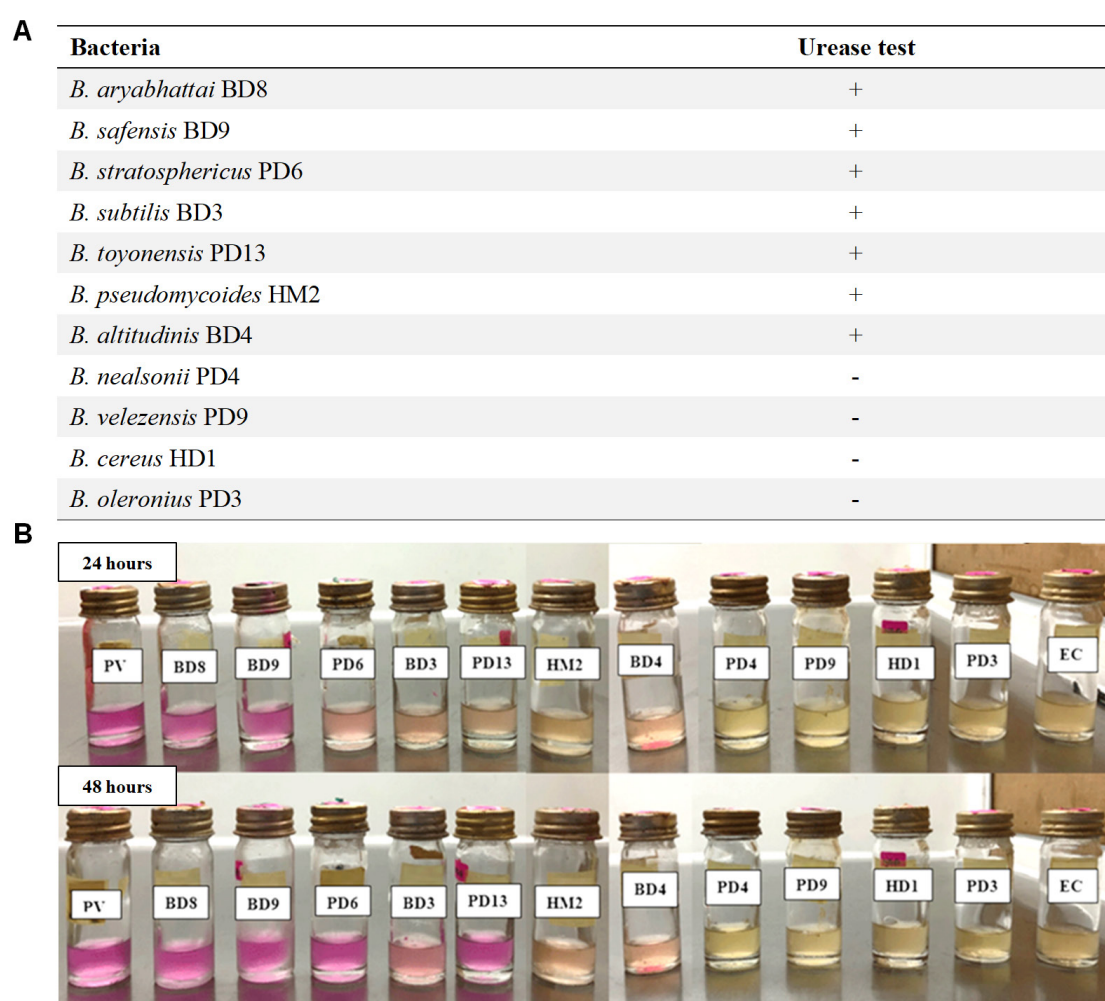 A
Bacteria Urease test
B. aryabhattai BD8 +
B. safensis BD9 +
B. stratosphericus PD6 +
B. subtilis BD3 +
B. toyonensis PD13 +
B. pseudomycoides HM2 +
B. altitudinis BD4 +
B. nealsonii PD4 -
B. velezensis PD9 -
B. cereus HD1 -
B. oleronius PD3 -
B
24 hours
PV BD8 BD9 PD6 BD3 PD13 HM2 BD4 PD4 PD9 HD1 PD3 EC
48 hours
PV BD8 BD9 PD6 BD3 PD13 HM2 BD4 PD4 PD9 HD1 PD3 EC